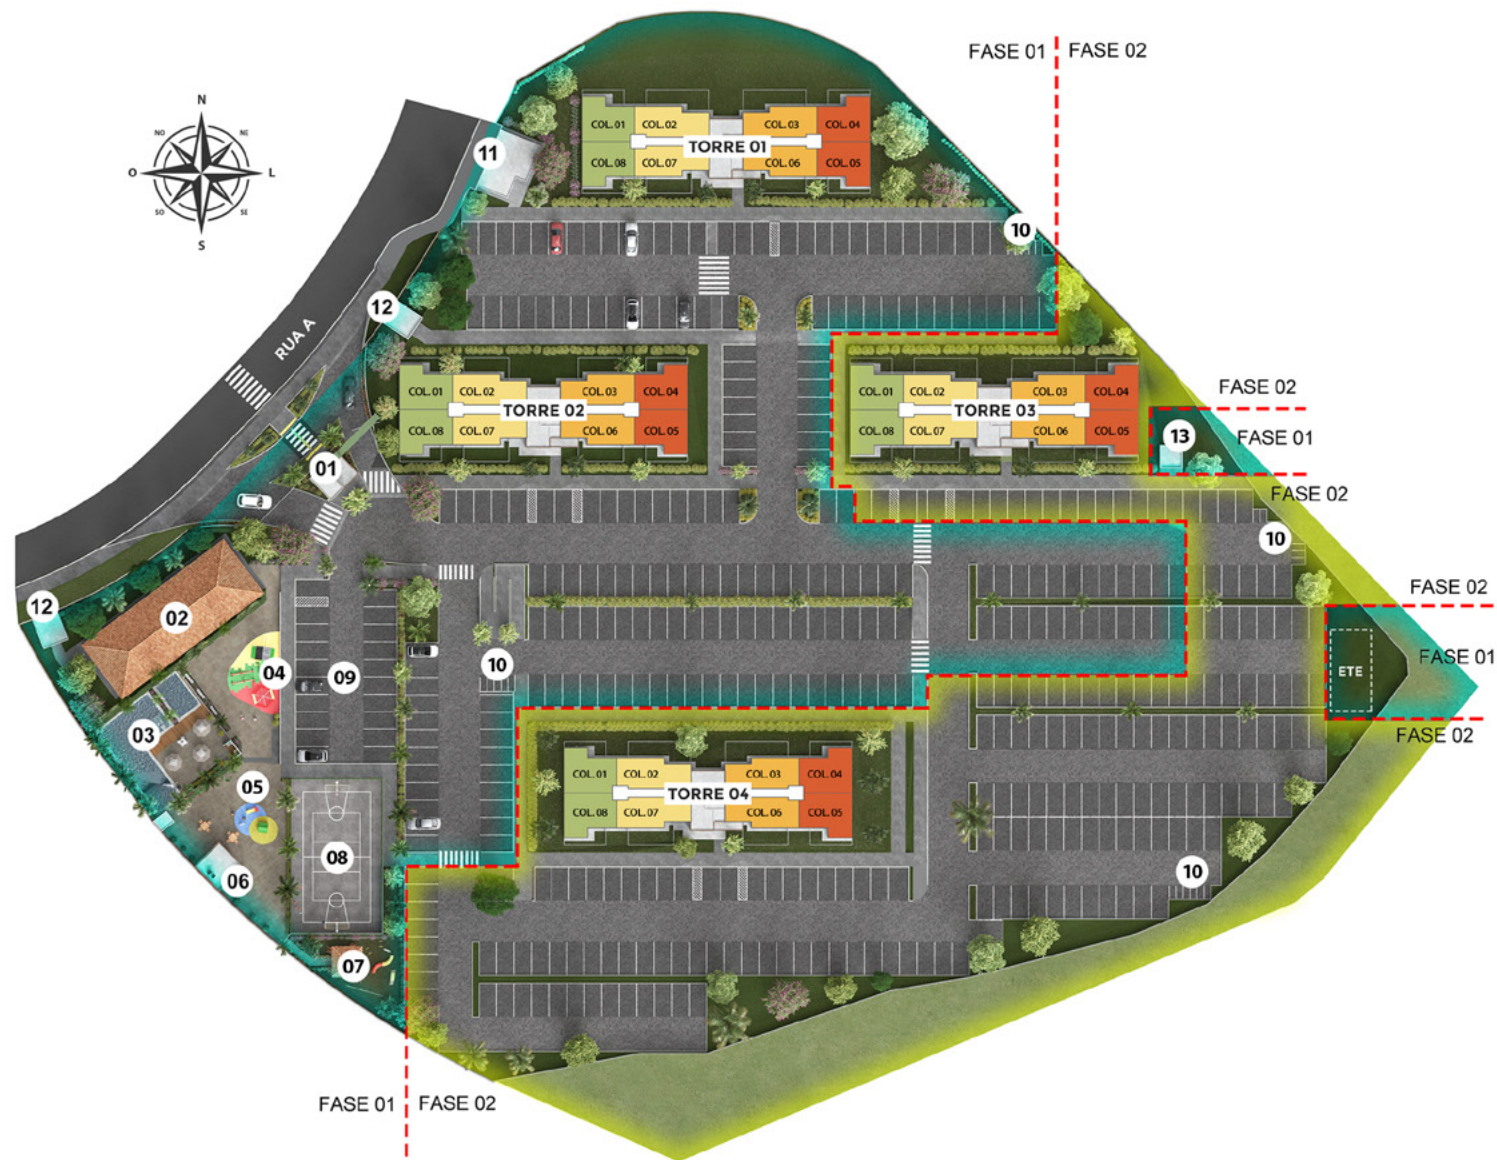 FASE 01
FASE 02
N
NO
NE
O
L
SO
SE
S
11
COL. 01
COL. 02
COL. 03
COL. 04
TORRE 01
COL. 08
COL. 07
COL. 06
COL. 05
10
12
RUA A
COL. 01
COL. 02
COL. 03
COL. 04
TORRE 02
COL. 08
COL. 07
COL. 06
COL. 05
COL. 01
COL. 02
COL. 03
COL. 04
TORRE 03
COL. 08
COL. 07
COL. 06
COL. 05
FASE 02
13
FASE 01
FASE 02
01
10
12
02
FASE 02
04
09
10
ETE
FASE 01
03
FASE 02
05
COL. 01
COL. 02
COL. 03
COL. 04
TORRE 04
COL. 08
COL. 07
COL. 06
COL. 05
08
06
10
07
FASE 01
FASE 02